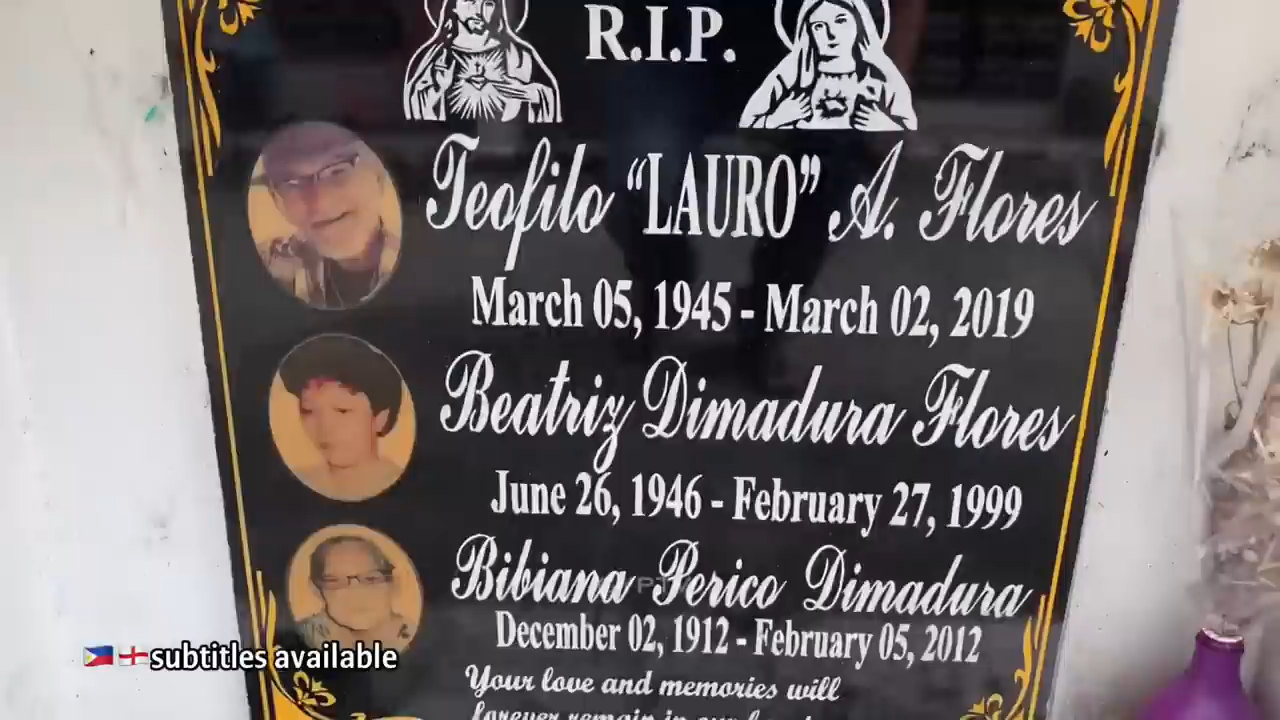 R.I.P.
Teofilo “LAURO” A. Flores
March 05, 1945 - March 02, 2019
Beatriz Dimadura Flores
June 26, 1946 - February 27, 1999
Bibiana Perico Dimadura
December 02, 1912 - February 05, 2012
Your love and memories will
forever remain in our
subtitles available